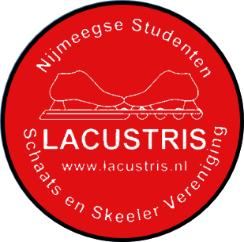 Nijmeegse Studenten
LACUSTRIS
www.lacustris.nl
Schaats en Skeeler Vereniging